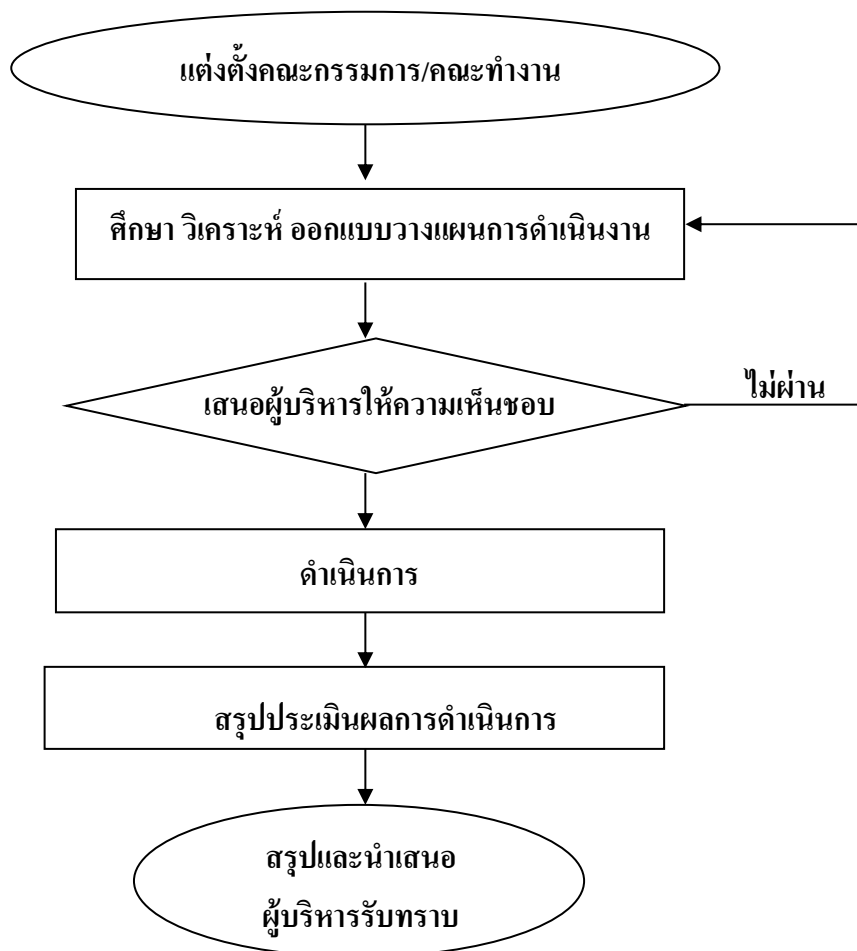 แต่งตั้งคณะกรรมการ/คณะทำงาน
ศึกษา วิเคราะห์ ออกแบบวางแผนการดำเนินงาน
เสนอผู้บริหารให้ความเห็นชอบ
ไม่ผ่าน
ดำเนินการ
สรุปประเมินผลการดำเนินการ
สรุปและนำเสนอ
ผู้บริหารรับทราบ